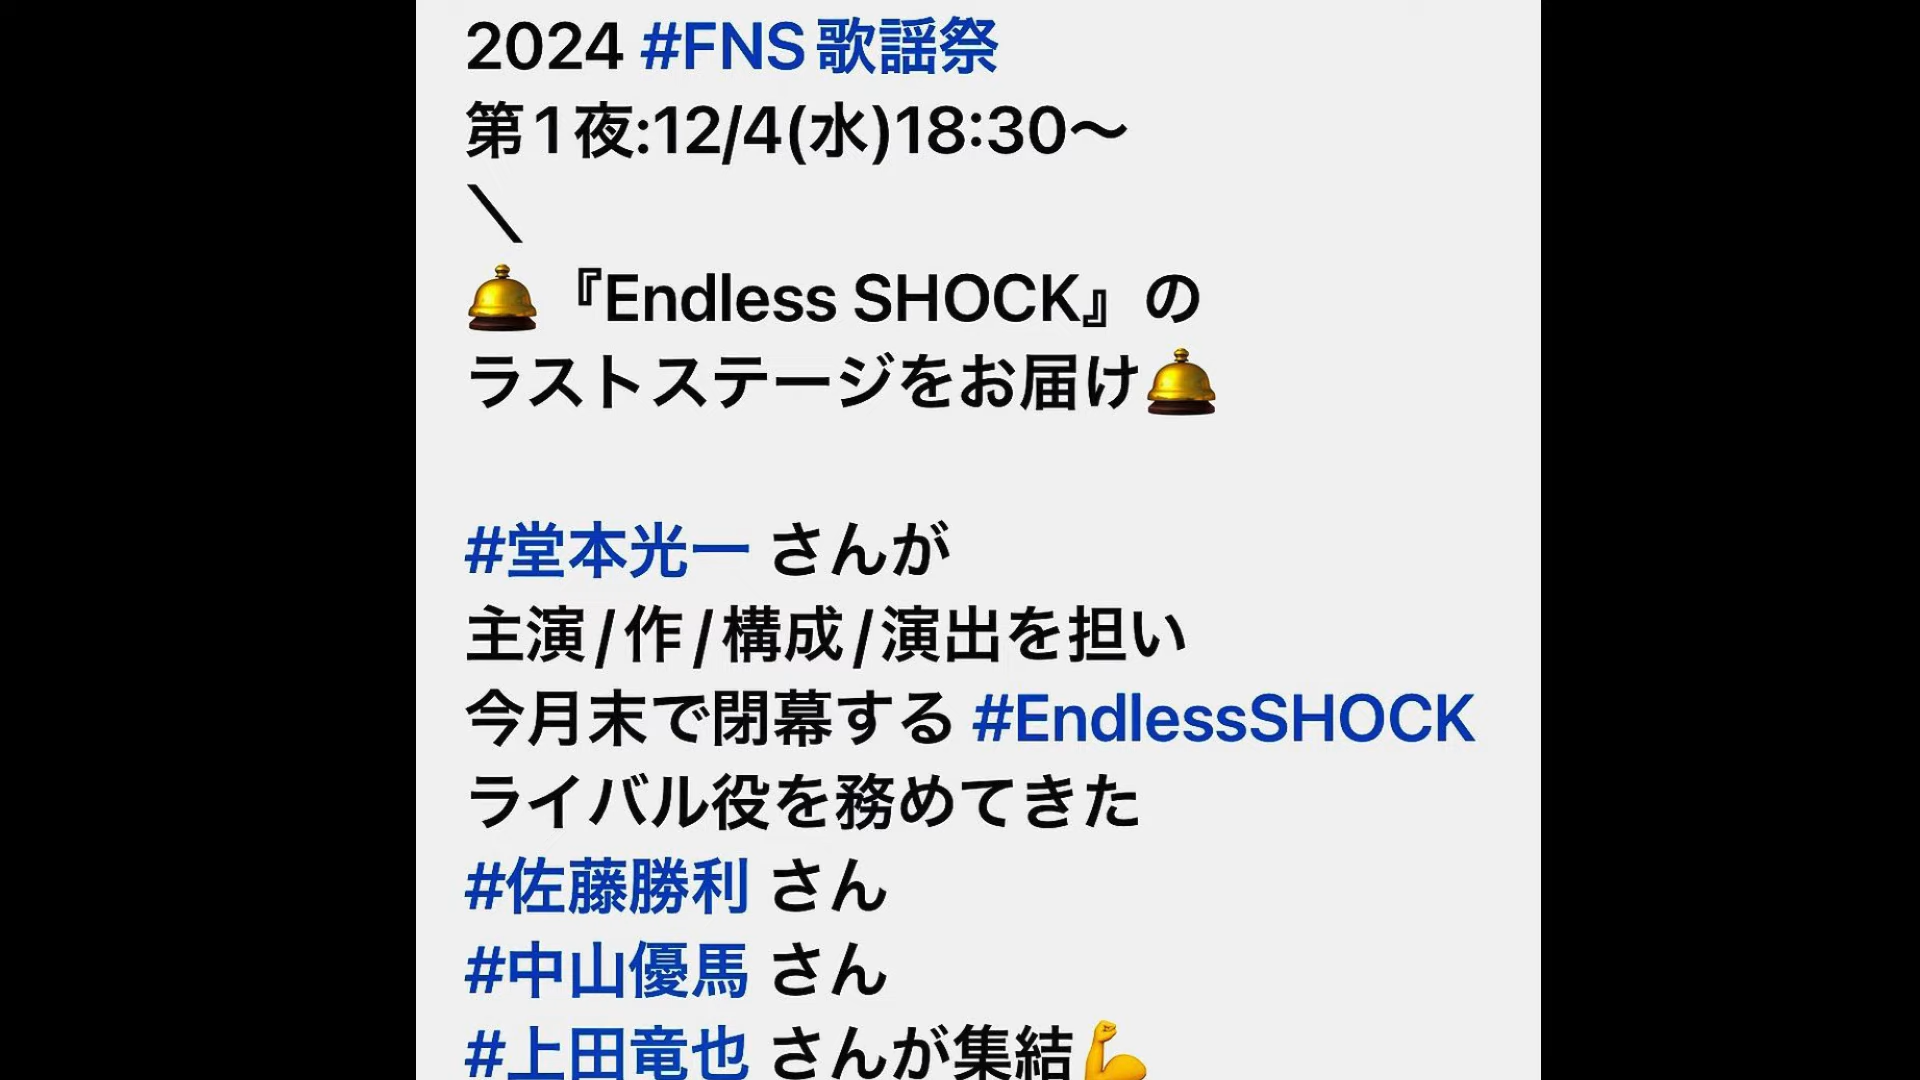 2024 #FNS歌謡祭
第1夜:12/4(水)18:30〜
＼
🛎『Endless SHOCK』の
ラストステージをお届け🛎
#堂本光一 さんが
主演/作/構成/演出を担い
今月末で閉幕する #EndlessSHOCK
ライバル役を務めてきた
#佐藤勝利 さん
#中山優馬 さん
#上田竜也 さんが集結💪